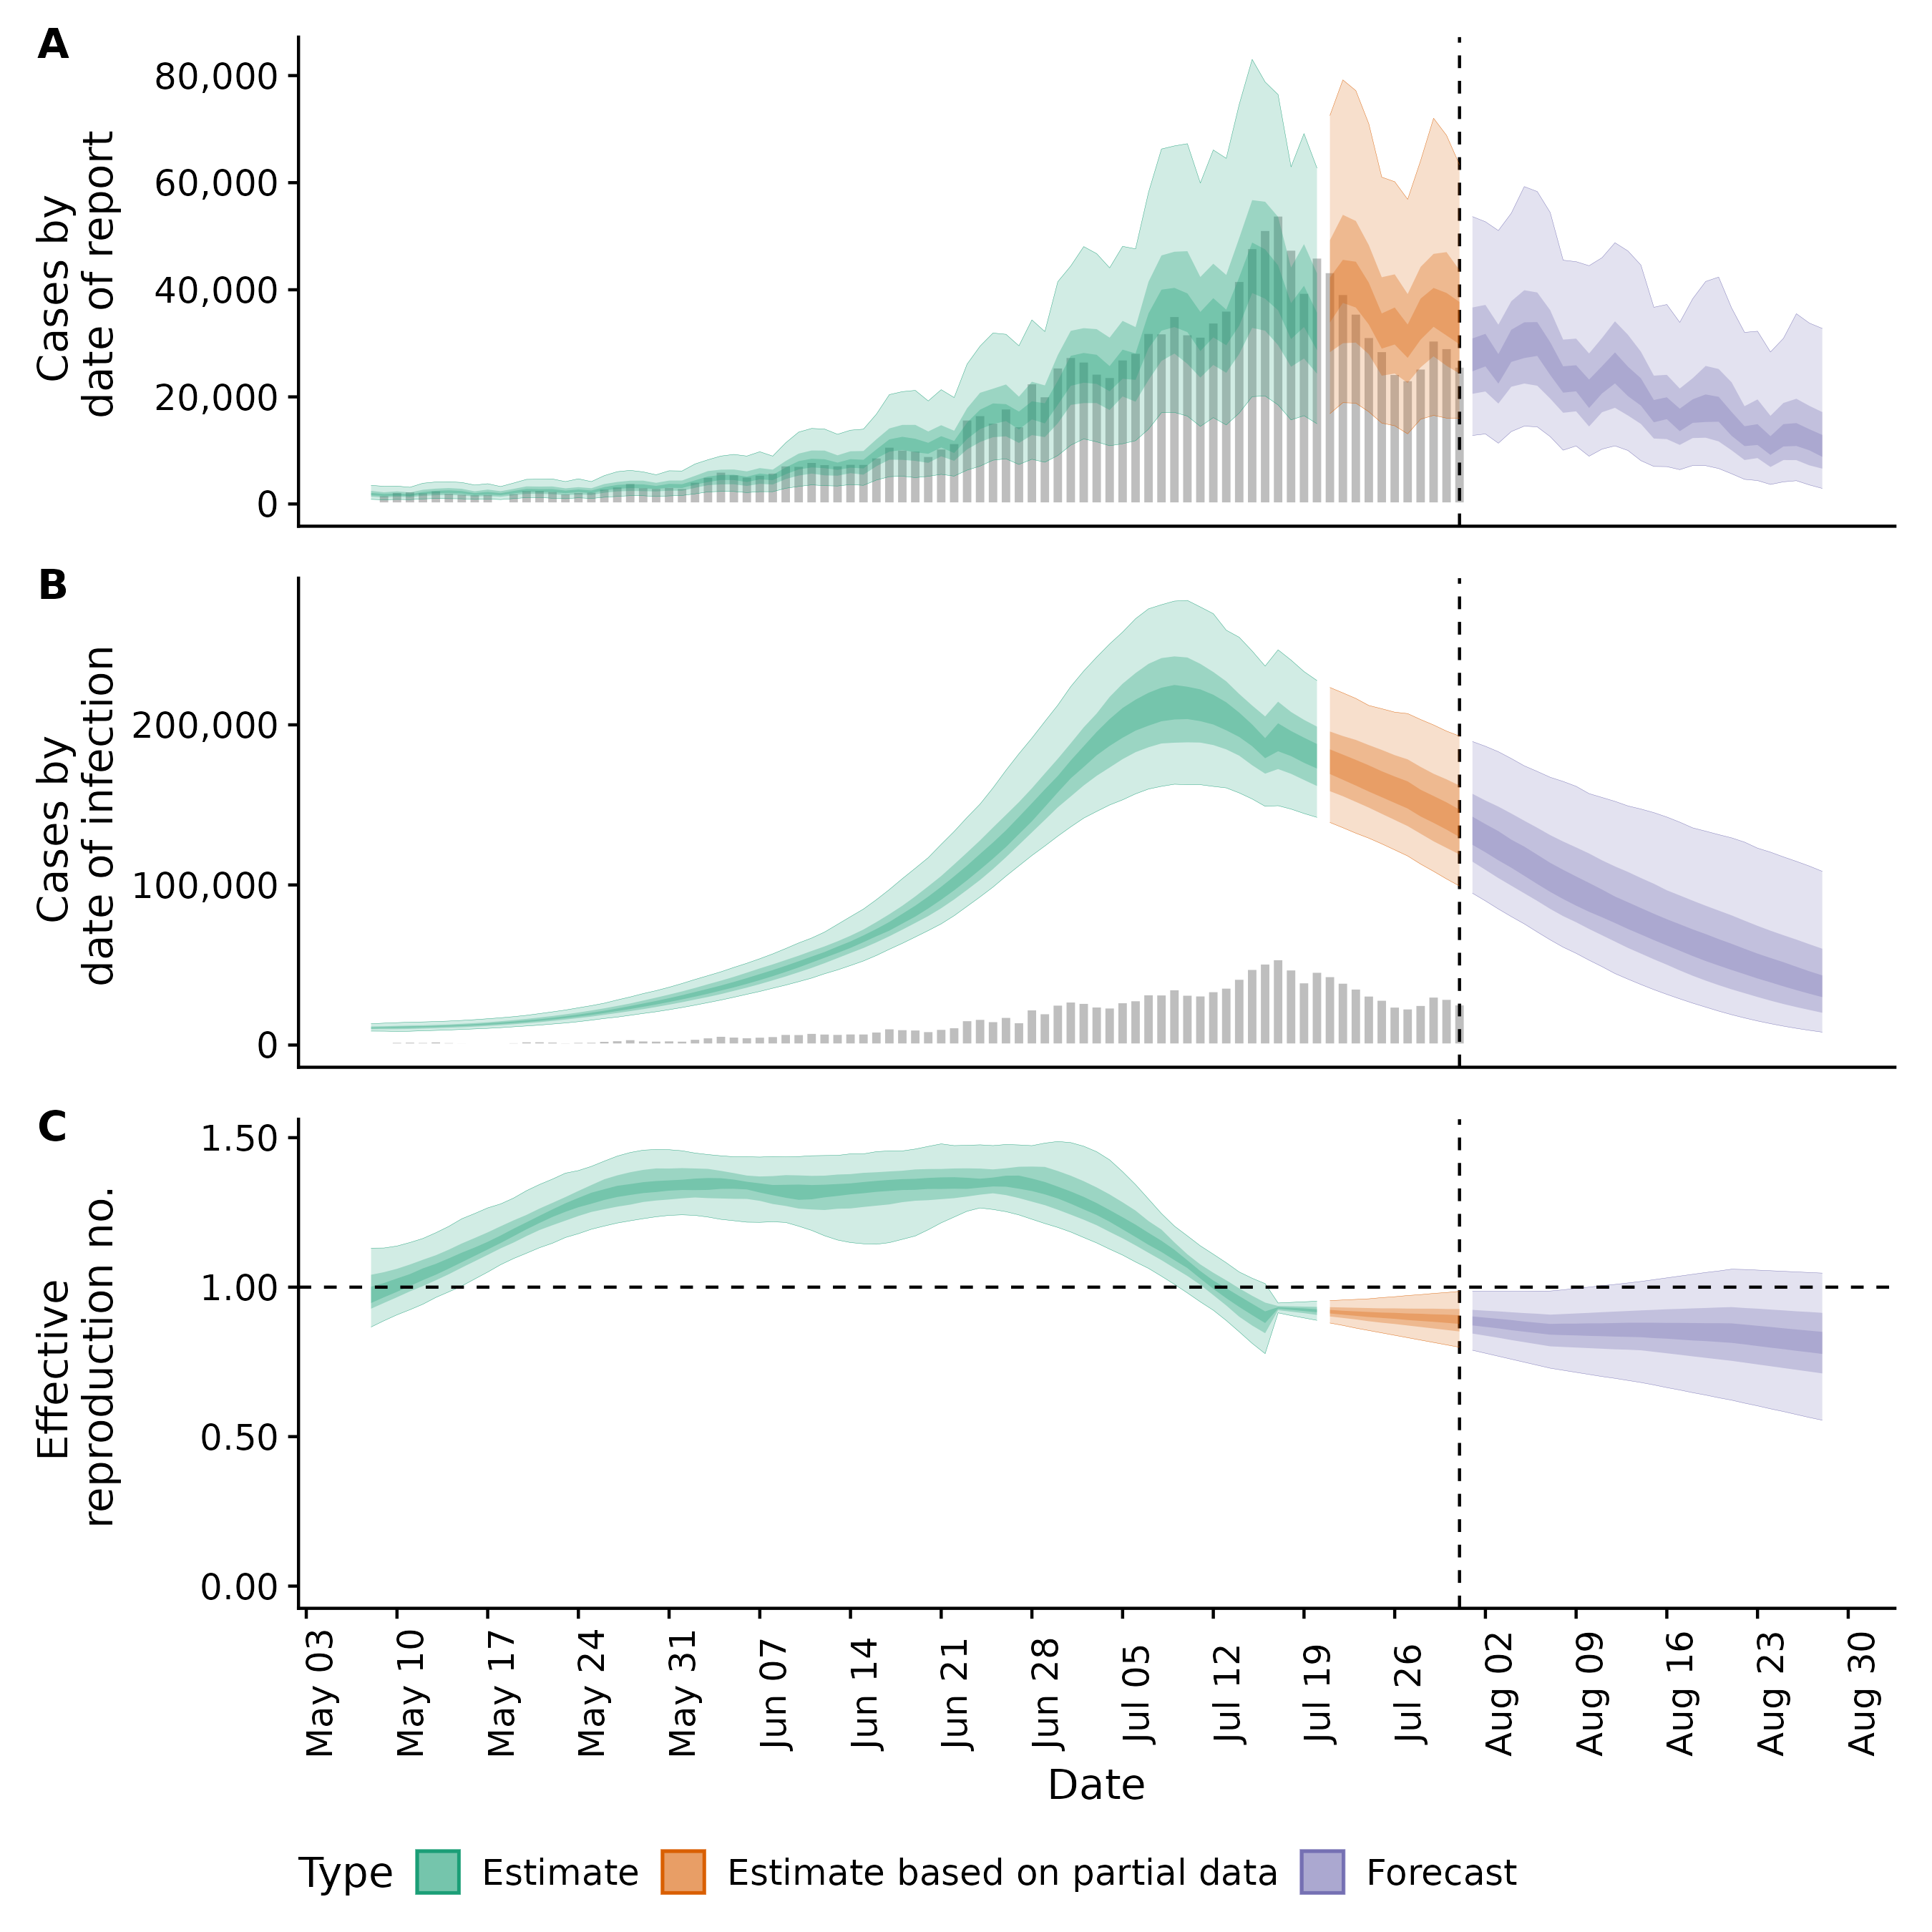 A
80,000
60,000
40,000
20,000
0
Cases by
date of report
B
200,000
100,000
0
Cases by
date of infection
C
1.50
1.00
0.50
0.00
Effective
reproduction no.
May 03
May 10
May 17
May 24
May 31
Jun 07
Jun 14
Jun 21
Jun 28
Jul 05
Jul 12
Jul 19
Jul 26
Aug 02
Aug 09
Aug 16
Aug 23
Aug 30
Date
Type Estimate Estimate based on partial data Forecast